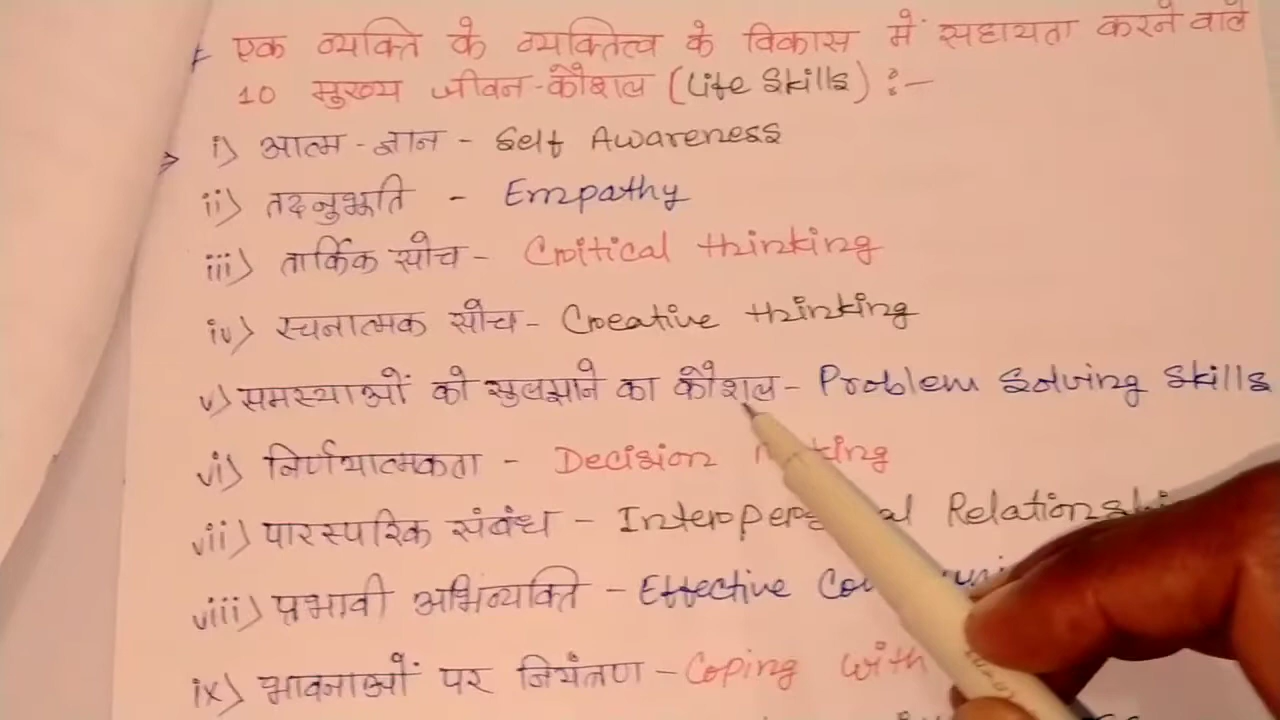 एक व्यक्ति के व्यक्तित्व के विकास में सहायता करने वाले
10 मुख्य जीवन-कौशल (Life Skills) :-
i) आत्म-ज्ञान - Self Awareness
ii) तदनुभूति - Empathy
iii) तार्किक सोच - Critical thinking
iv) रचनात्मक सोच - Creative thinking
v) समस्याओं को सुलझाने का कौशल - Problem Solving Skills
vi) निर्णयात्मकता - Decision
vii) पारस्परिक संबंध - Relationshi
viii) प्रभावी अभिव्यक्ति - Effective
ix) भावनाओं पर नियंत्रण - Coping with